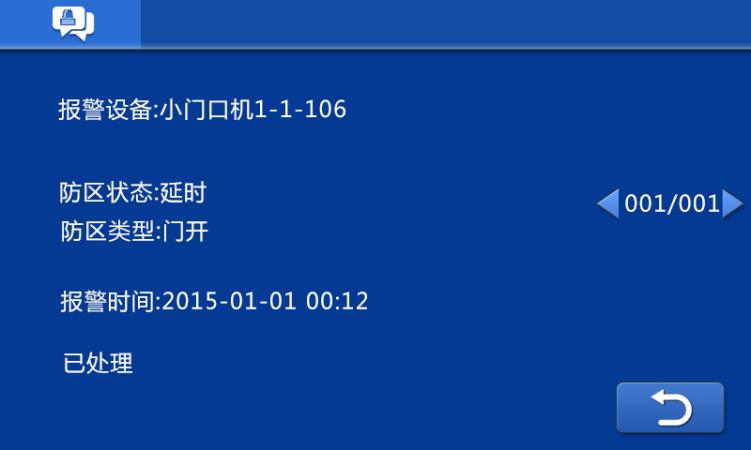 报警设备:小门口机1-1-106
防区状态:延时
001/001
防区类型:门开
报警时间:2015-01-01 00:12
已处理